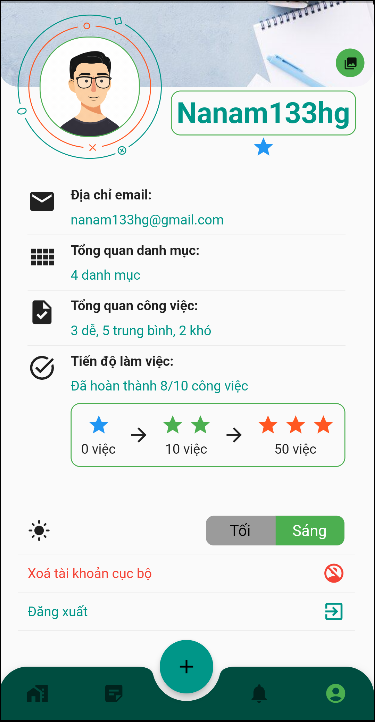 Nanam133hg
Địa chỉ email:
nanam133hg@gmail.com
Tổng quan danh mục:
4 danh mục
Tổng quan công việc:
3 dễ, 5 trung bình, 2 khó
Tiến độ làm việc:
Đã hoàn thành 8/10 công việc
0 việc 10 việc 50 việc
Tối Sáng
Xoá tài khoản cục bộ
Đăng xuất